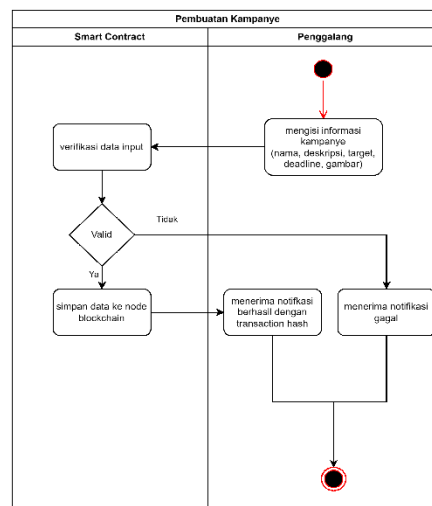 Pembuatan Kampanye
Smart Contract
Penggalang
mengisi informasi
kampanye
(nama, deskripsi, target,
deadline, gambar)
verifikasi data input
Valid
Tidak
Ya
simpan data ke node
blockchain
menerima notifkasi
berhasil dengan
transaction hash
menerima notifikasi
gagal